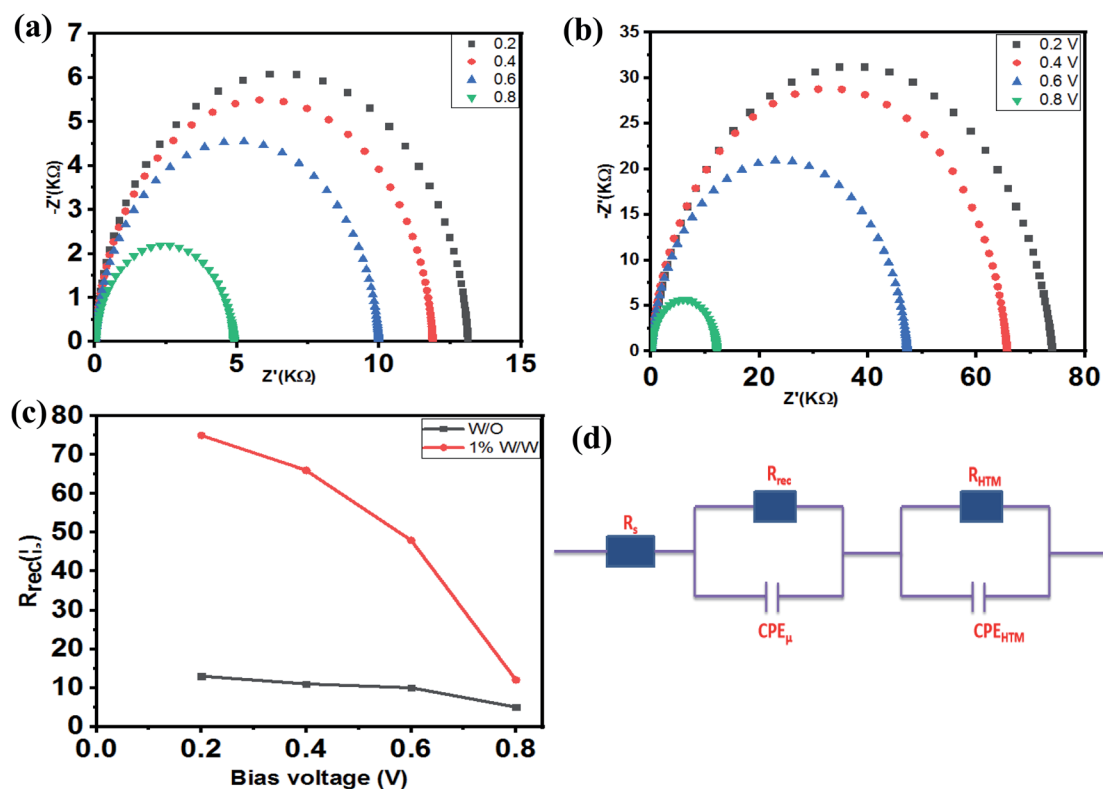 (a)
7
6
5
4
3
2
1
0
-Z'(KΩ)
0
5
10
15
Z'(KΩ)
0.2
0.4
0.6
0.8
(b)
35
30
25
20
15
10
5
0
-Z'(KΩ)
0
20
40
60
80
Z'(KΩ)
0.2 V
0.4 V
0.6 V
0.8 V
(c)
80
70
60
50
40
30
20
10
0
Rrec(
0.0
0.2
0.4
0.6
0.8
Bias voltage (V)
W/O
1% W/W
(d)
Rs
Rrec
CPEμ
RHTM
CPEHTM